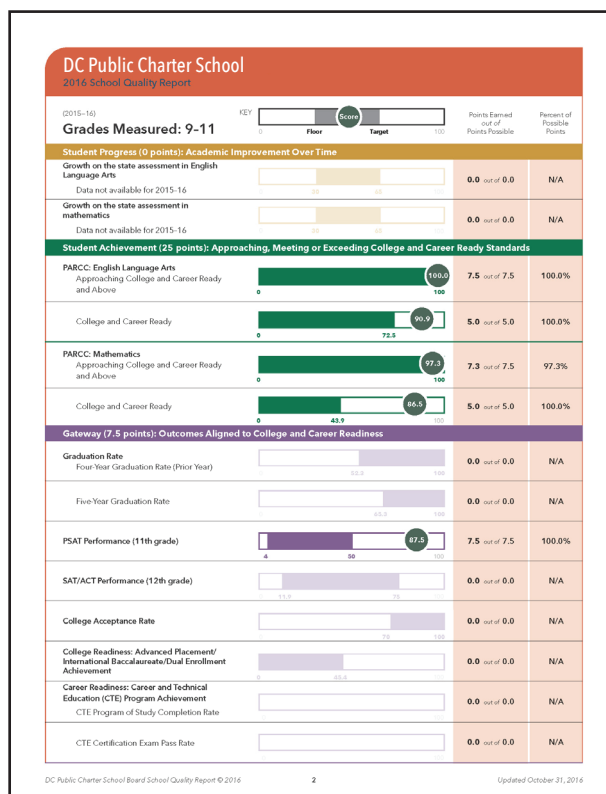 DC Public Charter School
2016 School Quality Report
(2015–16)
Grades Measured: 9–11
KEY
Score
0 Floor Target 100
Points Earned
out of
Points Possible
Percent of
Possible
Points
Student Progress (0 points): Academic Improvement Over Time
Growth on the state assessment in English
Language Arts
Data not available for 2015–16
0.0 out of 0.0 N/A
Growth on the state assessment in
mathematics
Data not available for 2015–16
0.0 out of 0.0 N/A
Student Achievement (25 points): Approaching, Meeting or Exceeding College and Career Ready Standards
PARCC: English Language Arts
Approaching College and Career Ready
and Above
100.0
0 100
7.5 out of 7.5 100.0%
College and Career Ready
90.9
0 72.5
5.0 out of 5.0 100.0%
PARCC: Mathematics
Approaching College and Career Ready
and Above
97.3
0 100
7.3 out of 7.5 97.3%
College and Career Ready
86.5
0 43.9 100
5.0 out of 5.0 100.0%
Gateway (7.5 points): Outcomes Aligned to College and Career Readiness
Graduation Rate
Four-Year Graduation Rate (Prior Year)
100
0.0 out of 0.0 N/A
Five-Year Graduation Rate
100
0.0 out of 0.0 N/A
PSAT Performance (11th grade)
87.5
4 50 100
7.5 out of 7.5 100.0%
SAT/ACT Performance (12th grade)
11.9 75
0.0 out of 0.0 N/A
College Acceptance Rate
100
0.0 out of 0.0 N/A
College Readiness: Advanced Placement/
International Baccalaureate/Dual Enrollment
Achievement
0
0.0 out of 0.0 N/A
Career Readiness: Career and Technical
Education (CTE) Program Achievement
CTE Program of Study Completion Rate
0.0 out of 0.0 N/A
CTE Certification Exam Pass Rate
0.0 out of 0.0 N/A
DC Public Charter School Board School Quality Report © 2016
2
Updated October 31, 2016